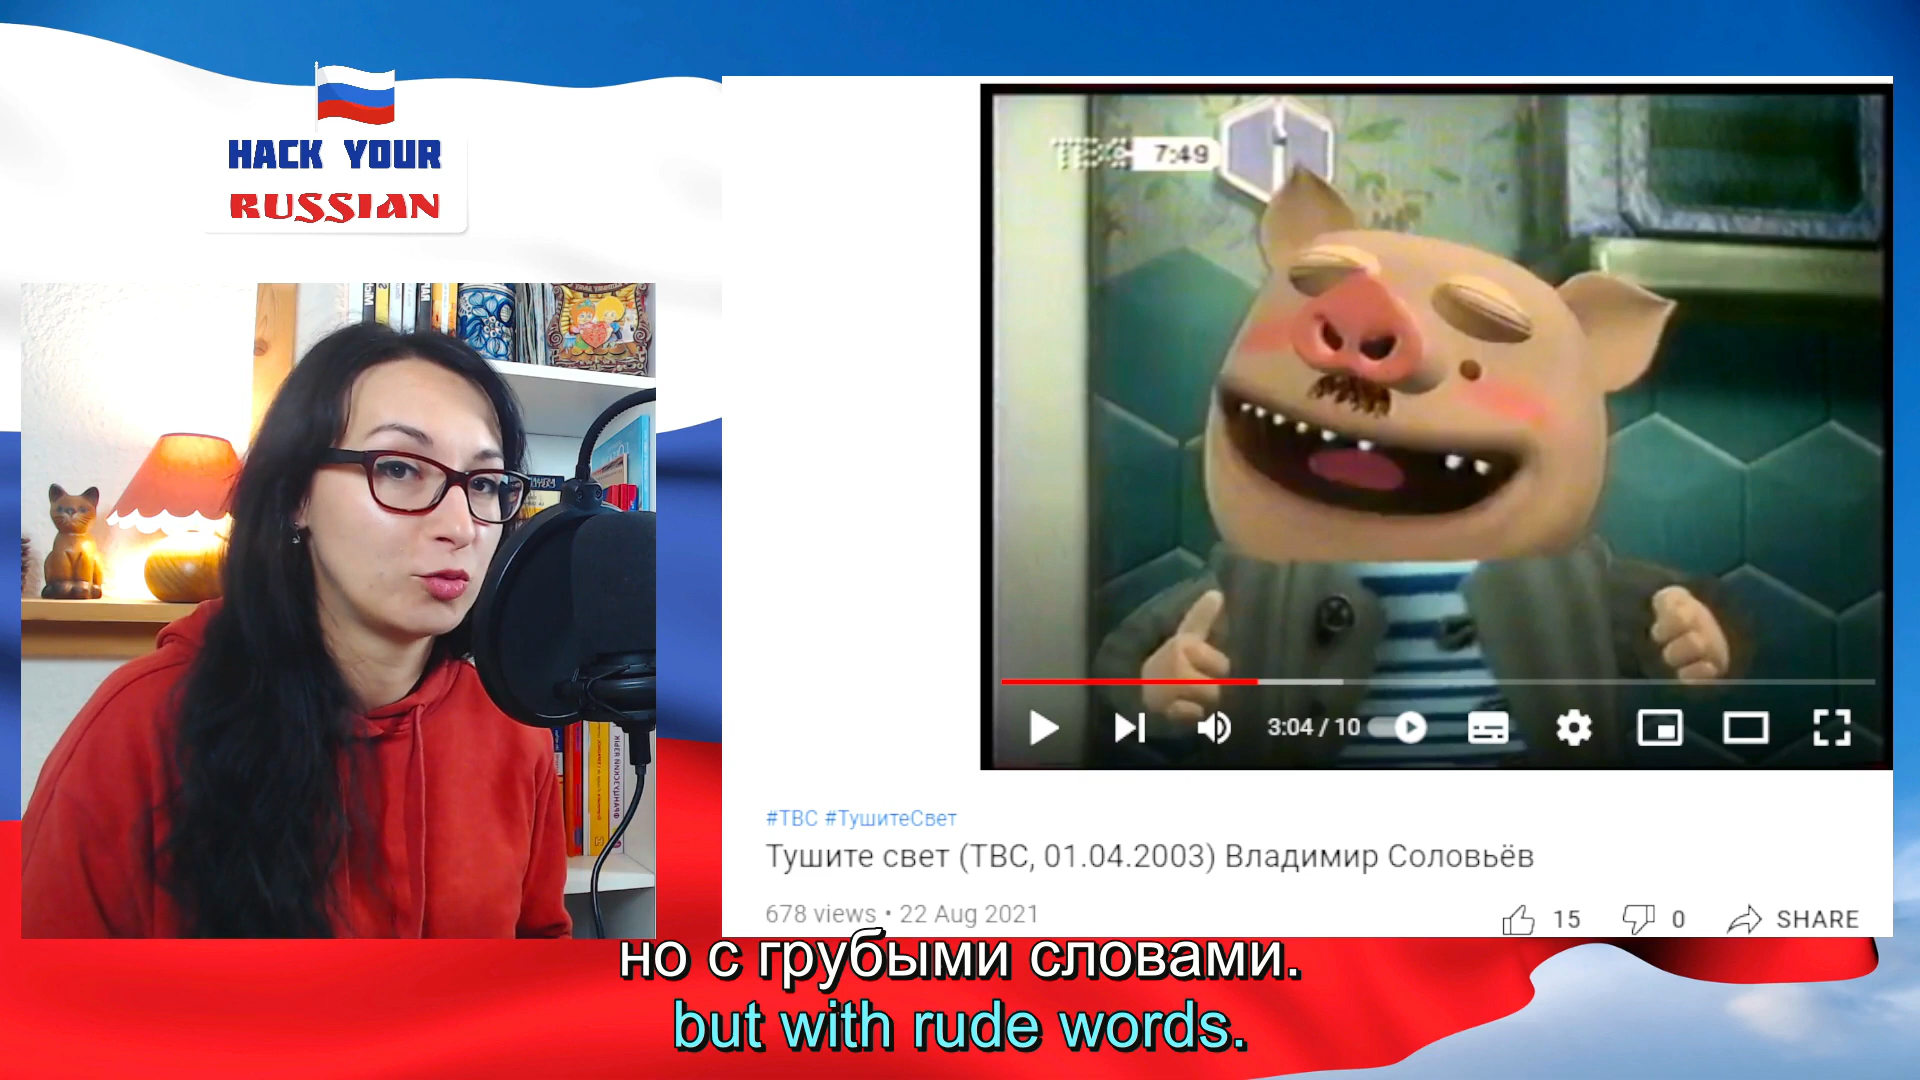 HACK YOUR
RUSSIAN
ТВС 7:49
3:04 / 10
#ТВС #ТушитеСвет
Тушите свет (ТВС, 01.04.2003) Владимир Соловьёв
678 views • 22 Aug 2021
15
0
SHARE
но с грубыми словами.
but with rude words.